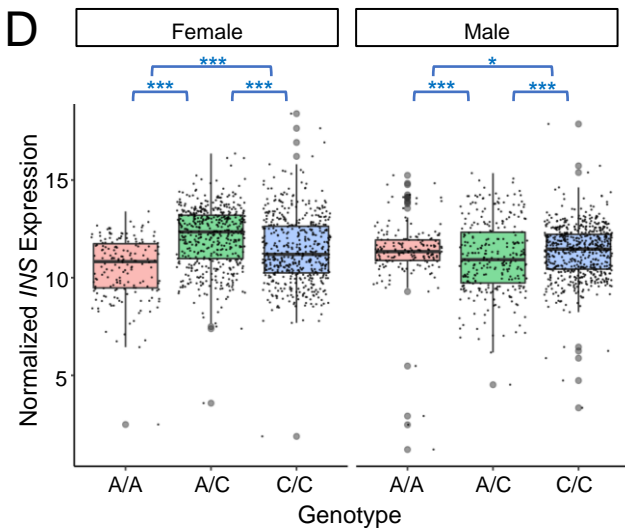 D
Female
Male
***
*
***
***
***
***
Normalized INS Expression
15
10
5
A/A
A/C
C/C
A/A
A/C
C/C
Genotype